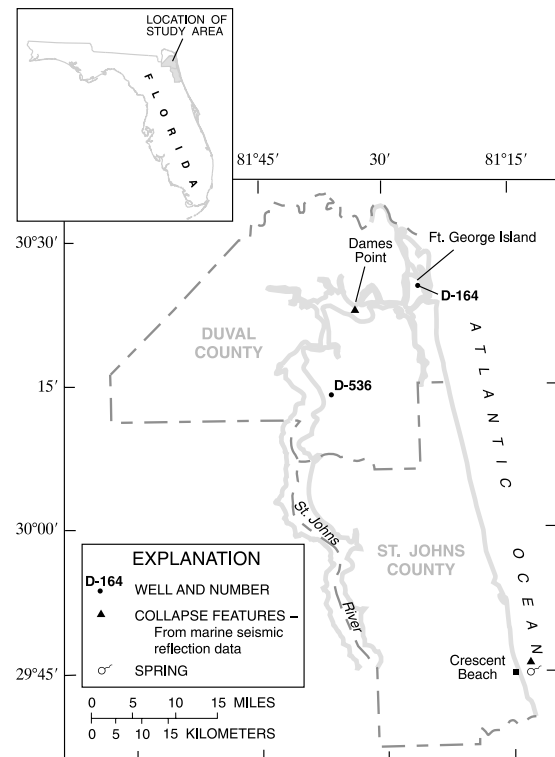 LOCATION OF
STUDY AREA
FLORIDA
81°45′ 30′ 81°15′
30°30′
Ft. George Island
Dames
Point
D-164
DUVAL
COUNTY
ATLANTIC OCEAN
15′
D-536
St. Johns River
30°00′
ST. JOHNS
COUNTY
EXPLANATION
D-164 WELL AND NUMBER
COLLAPSE FEATURES –
From marine seismic
reflection data
SPRING
29°45′
Crescent
Beach
0 5 10 15 MILES
0 5 10 15 KILOMETERS